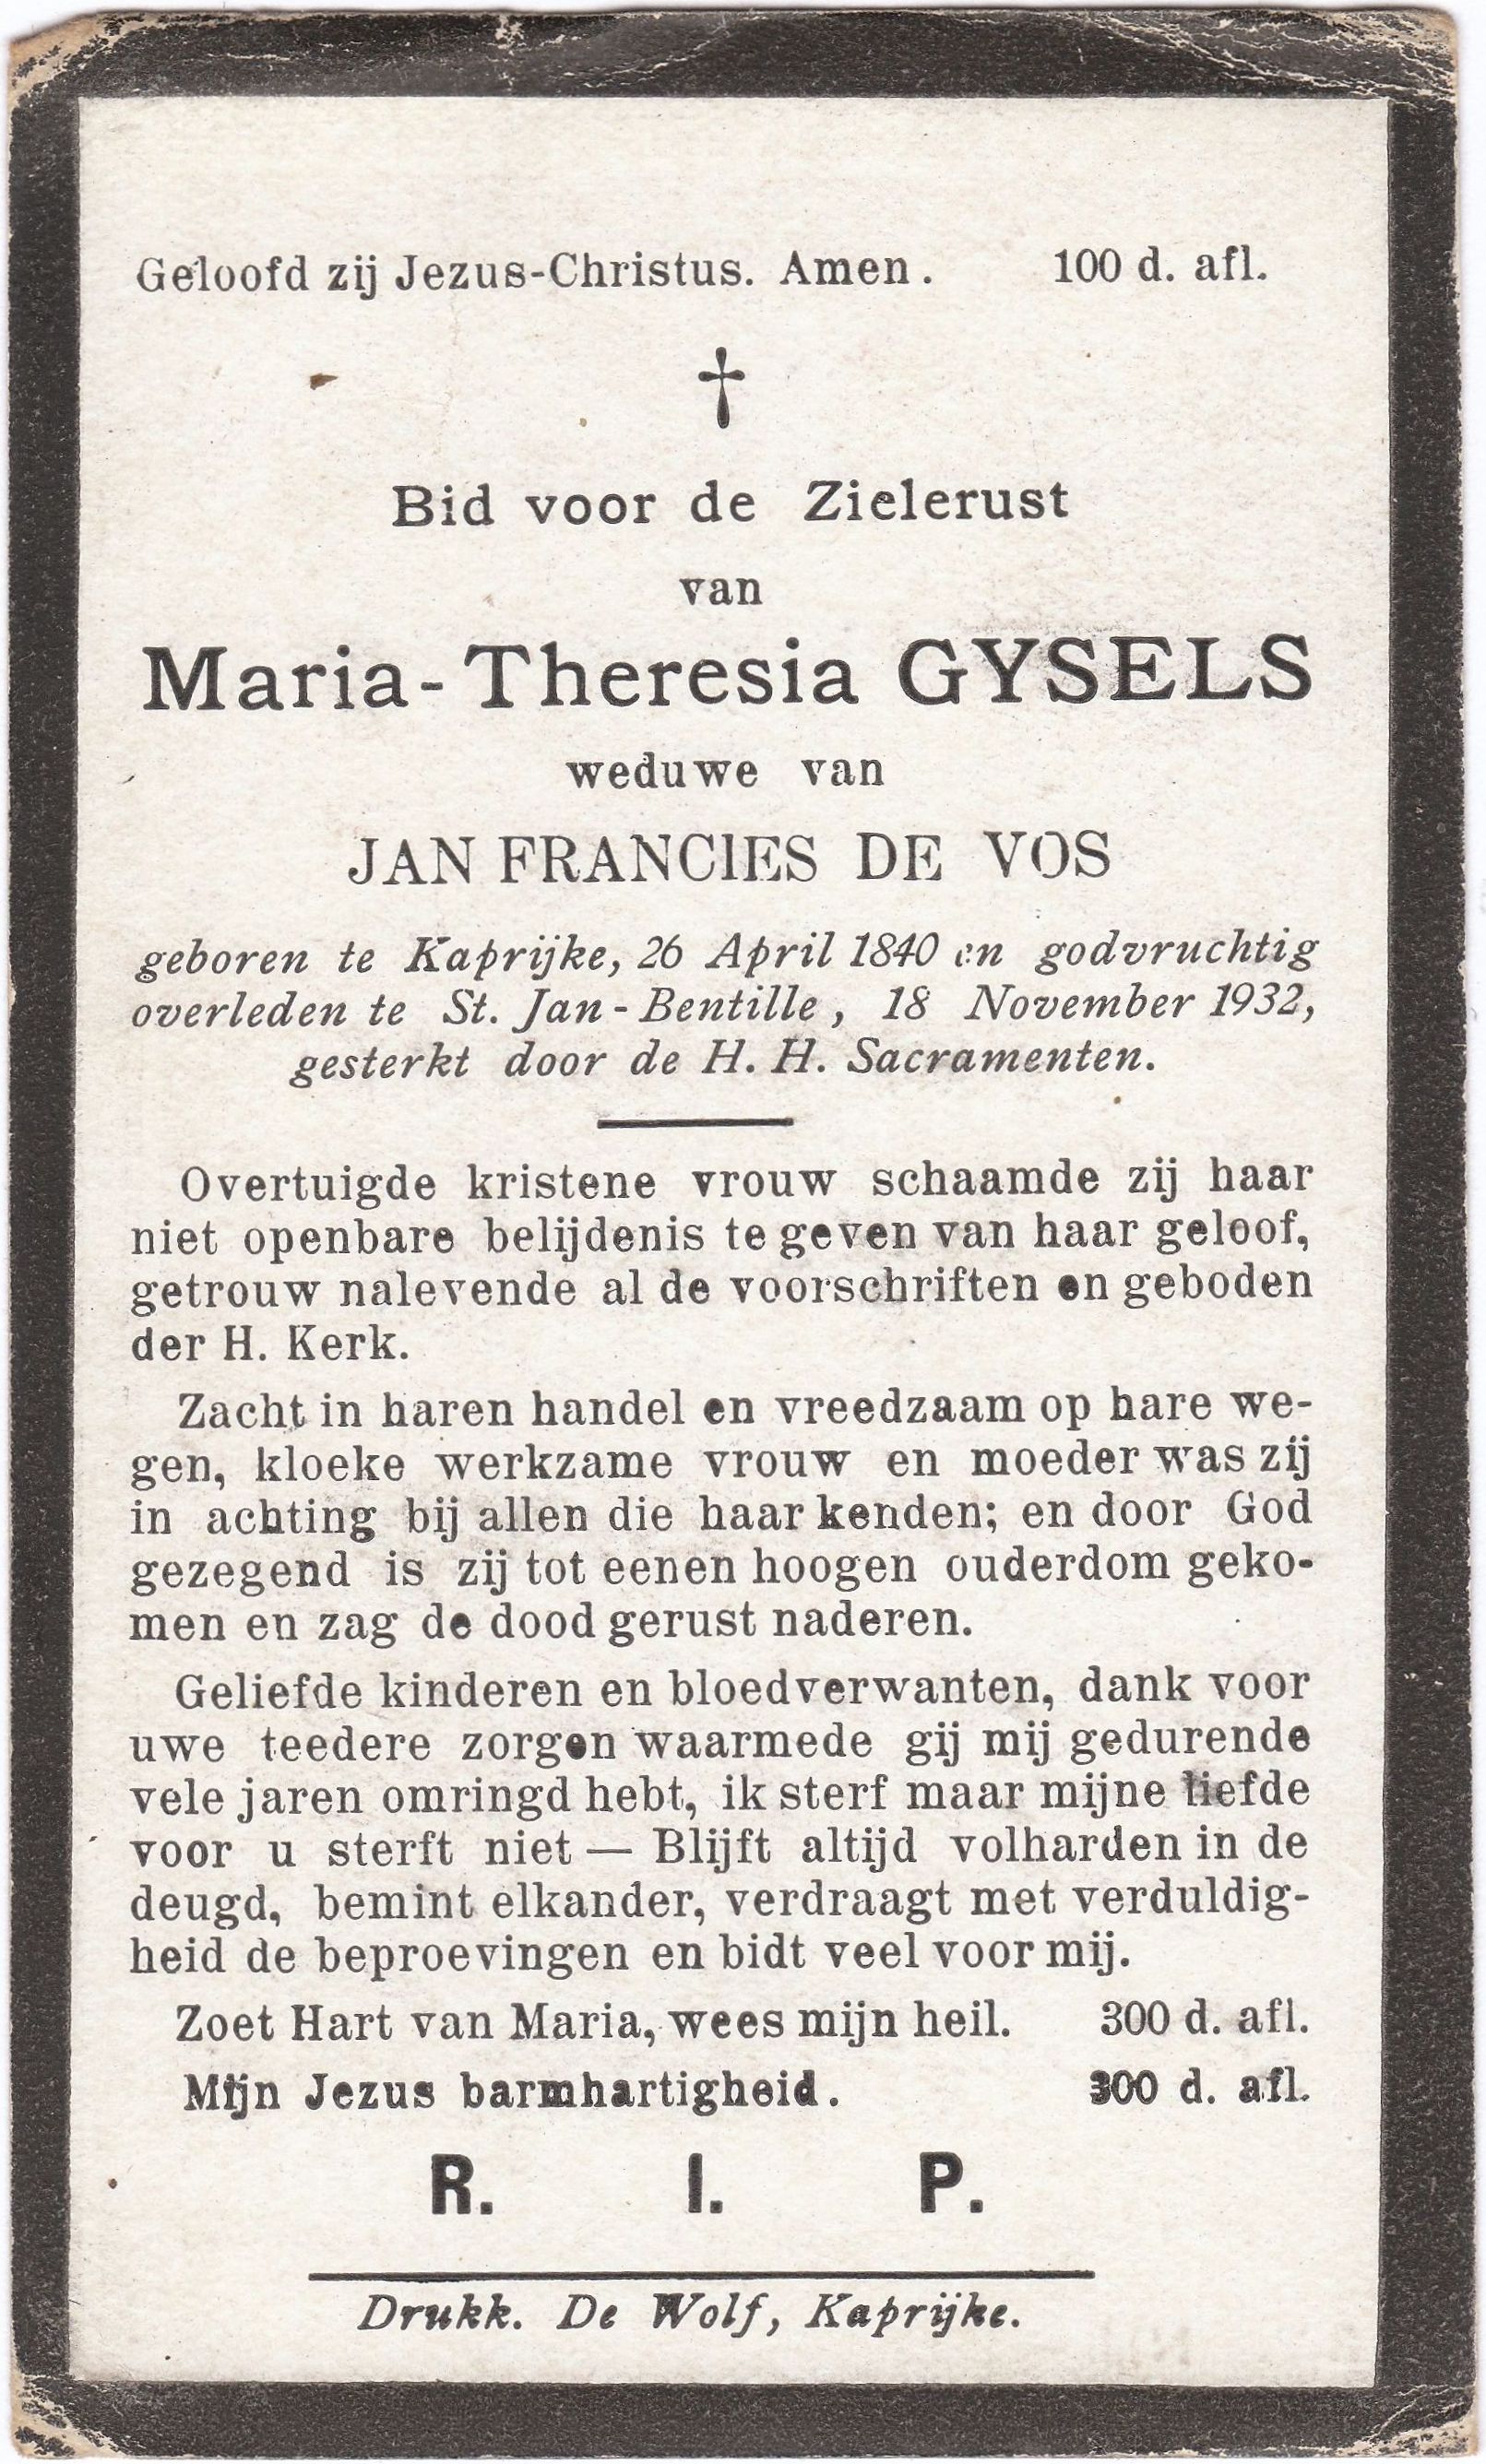 Geloofd zij Jezus-Christus. Amen. 100 d. afl.
Bid voor de Zielerust
van
Maria-Theresia GYSELS
weduwe van
JAN FRANCIES DE VOS
geboren te Kaprijke, 26 April 1840 en godvruchtig
overleden te St. Jan-Bentille, 18 November 1932,
gesterkt door de H. H. Sacramenten.
Overtuigde kristene vrouw schaamde zij haar
niet openbare belijdenis te geven van haar geloof,
getrouw nalevende al de voorschriften en geboden
der H. Kerk.
Zacht in haren handel en vreedzaam op hare we-
gen, kloeke werkzame vrouw en moeder was zij
in achting bij allen die haar kenden; en door God
gezegend is zij tot eenen hoogen ouderdom geko-
men en zag de dood gerust naderen.
Geliefde kinderen en bloedverwanten, dank voor
uwe teedere zorgen waarmede gij mij gedurende
vele jaren omringd hebt, ik sterf maar mijne liefde
voor u sterft niet — Blijft altijd volharden in de
deugd, bemint elkander, verdraagt met verduldig-
heid de beproevingen en bidt veel voor mij.
Zoet Hart van Maria, wees mijn heil. 300 d. afl.
Mijn Jezus barmhartigheid. 300 d. afl.
R. I. P.
Drukk. De Wolf, Kaprijke.